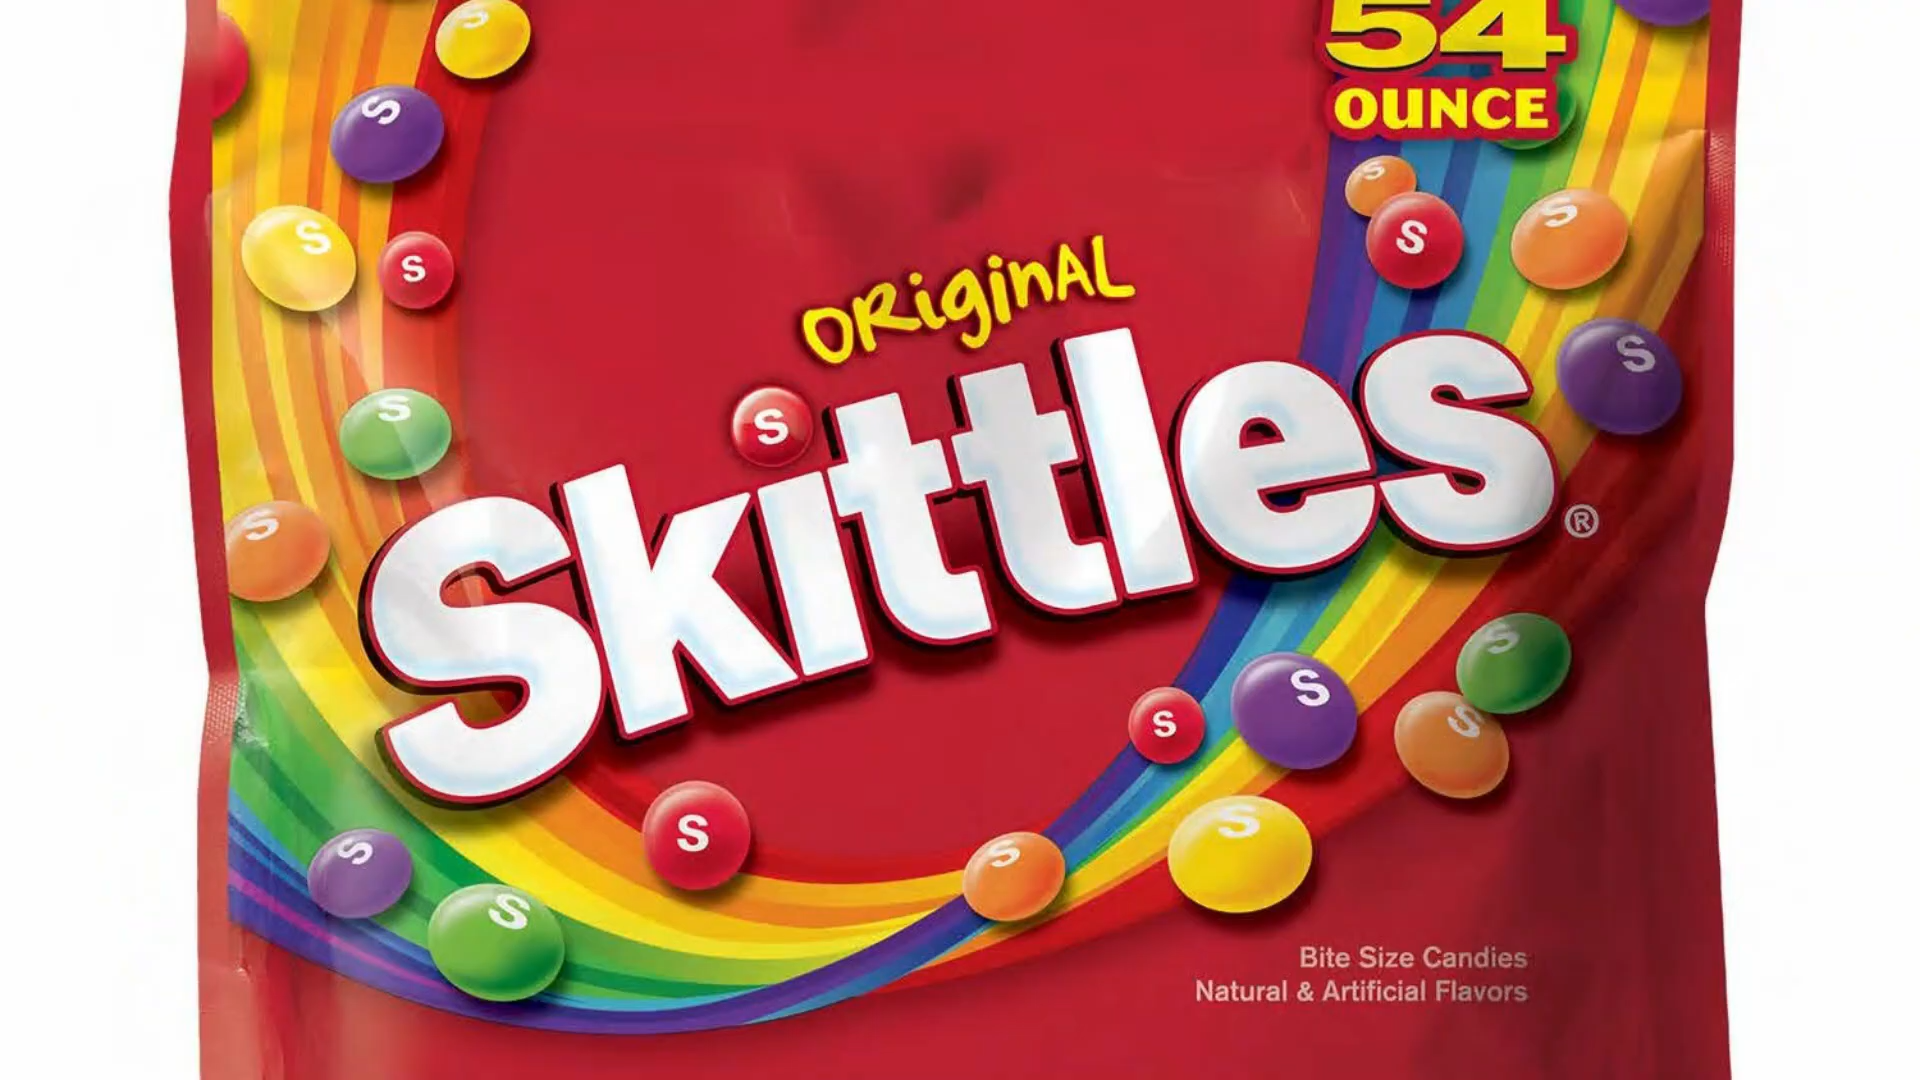 54
OUNCE
ORiginAL
Skittles®
Bite Size Candies
Natural & Artificial Flavors